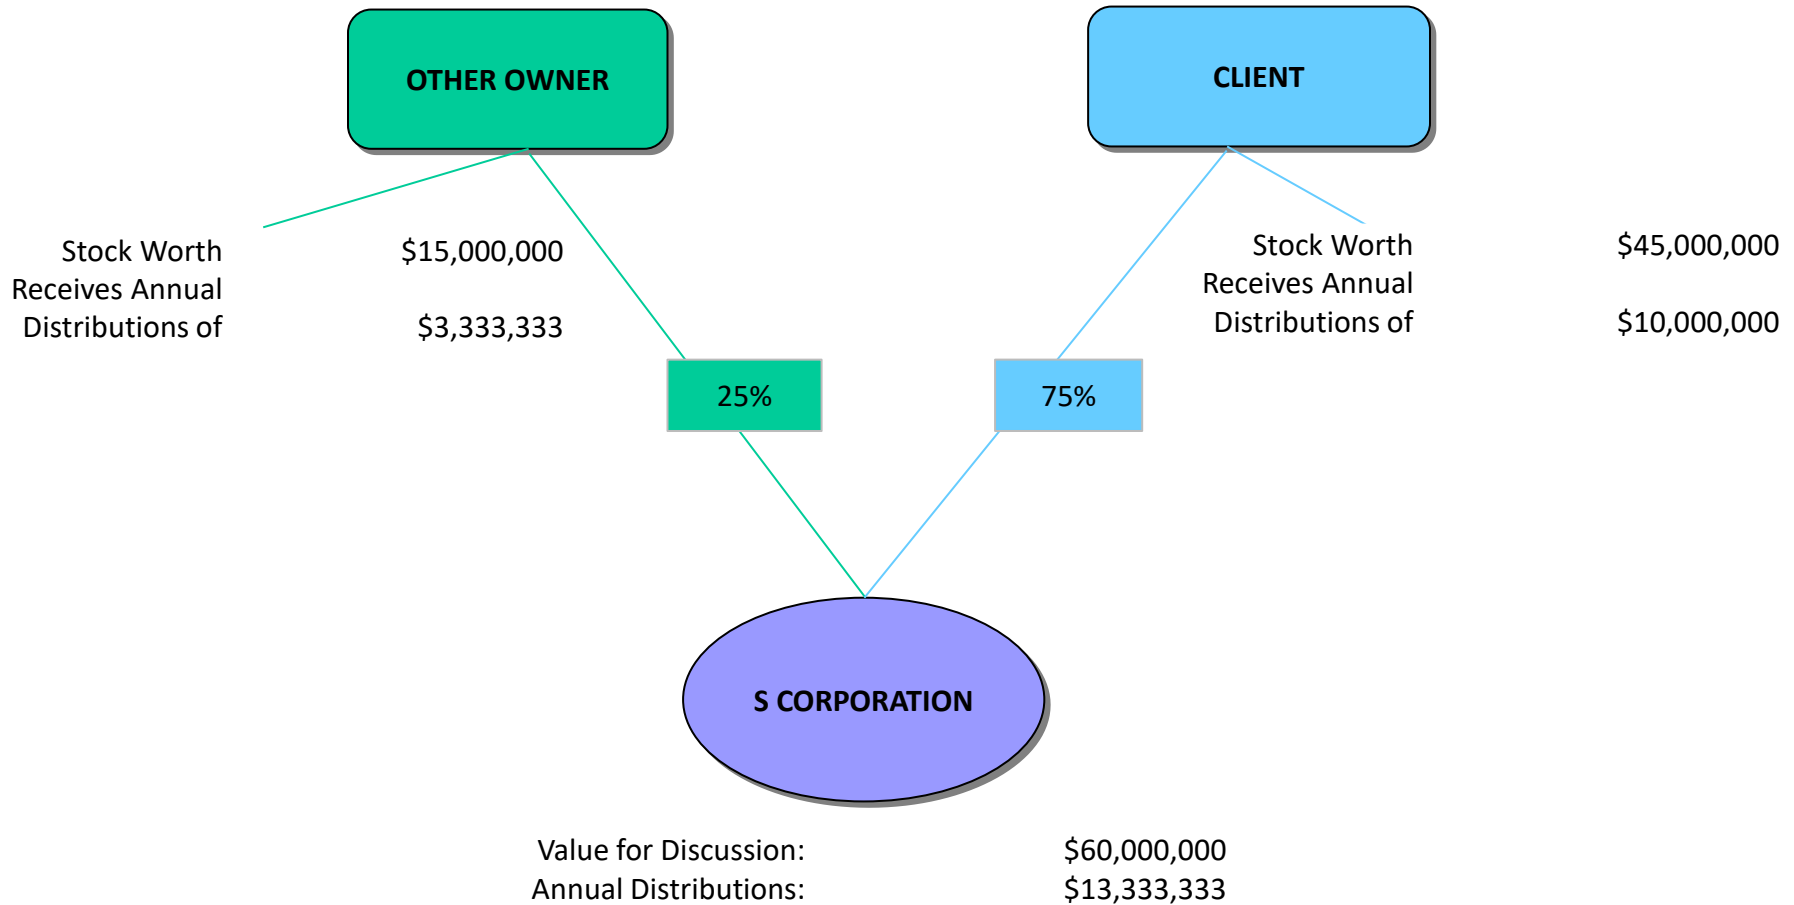 OTHER OWNER
CLIENT
Stock Worth $15,000,000
Receives Annual
Distributions of $3,333,333
Stock Worth $45,000,000
Receives Annual
Distributions of $10,000,000
25%
75%
S CORPORATION
Value for Discussion: $60,000,000
Annual Distributions: $13,333,333